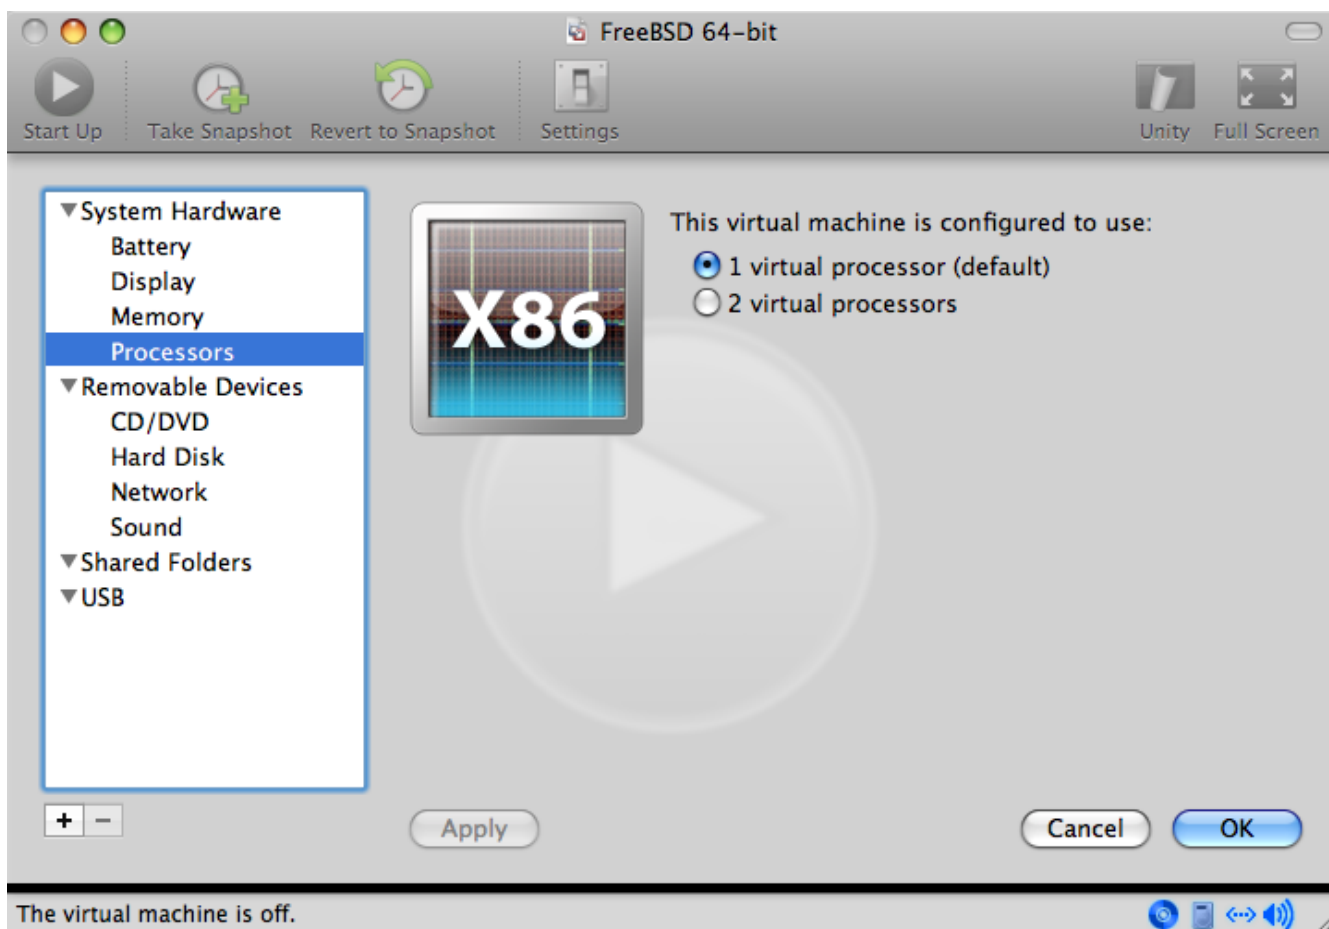 FreeBSD 64-bit
Start Up Take Snapshot Revert to Snapshot Settings Unity Full Screen
System Hardware
Battery
Display
Memory
Processors
Removable Devices
CD/DVD
Hard Disk
Network
Sound
Shared Folders
USB
X86
This virtual machine is configured to use:
1 virtual processor (default)
2 virtual processors
+ −
Apply Cancel OK
The virtual machine is off.